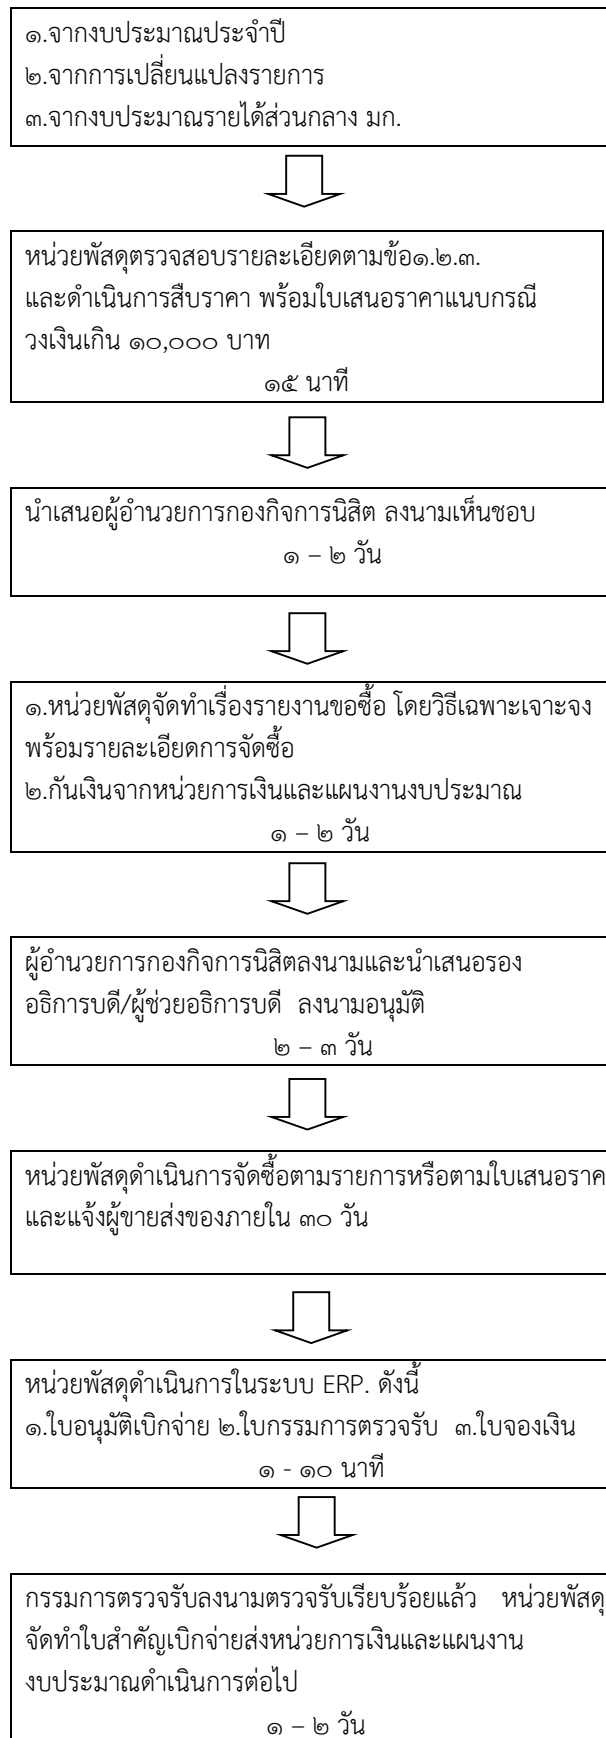 ๑.จากงบประมาณประจำปี
๒.จากการเปลี่ยนแปลงรายการ
๓.จากงบประมาณรายได้ส่วนกลาง มก.
หน่วยพัสดุตรวจสอบรายละเอียดตามข้อ๑.๒.๓.
และดำเนินการสืบราคา พร้อมใบเสนอราคาแนบกรณี
วงเงินเกิน ๑๐,๐๐๐ บาท
๑๕ นาที
นำเสนอผู้อำนวยการกองกิจการนิสิต ลงนามเห็นชอบ
๑ – ๒ วัน
๑.หน่วยพัสดุจัดทำเรื่องรายงานขอซื้อ โดยวิธีเฉพาะเจาะจง
พร้อมรายละเอียดการจัดซื้อ
๒.กันเงินจากหน่วยการเงินและแผนงานงบประมาณ
๑ – ๒ วัน
ผู้อำนวยการกองกิจการนิสิตลงนามและนำเสนอรอง
อธิการบดี/ผู้ช่วยอธิการบดี ลงนามอนุมัติ
๒ – ๓ วัน
หน่วยพัสดุดำเนินการจัดซื้อตามรายการหรือตามใบเสนอราค
และแจ้งผู้ขายส่งของภายใน ๓๐ วัน
หน่วยพัสดุดำเนินการในระบบ ERP. ดังนี้
๑.ใบอนุมัติเบิกจ่าย ๒.ใบกรรมการตรวจรับ ๓.ใบจองเงิน
๑ - ๑๐ นาที
กรรมการตรวจรับลงนามตรวจรับเรียบร้อยแล้ว หน่วยพัสดุ
จัดทำใบสำคัญเบิกจ่ายส่งหน่วยการเงินและแผนงาน
งบประมาณดำเนินการต่อไป
๑ – ๒ วัน